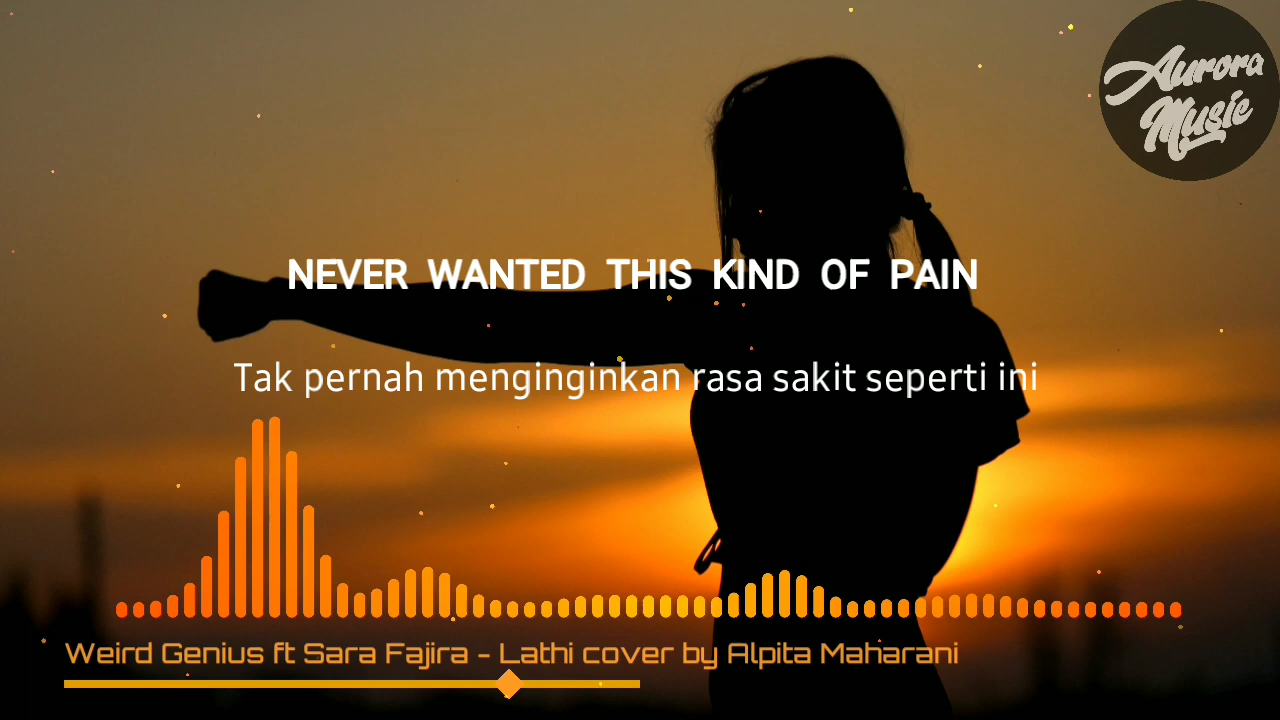 Aurora
Music
NEVER WANTED THIS KIND OF PAIN
Tak pernah menginginkan rasa sakit seperti ini
Weird Genius ft Sara Fajira - Lathi cover by Alpita Maharani